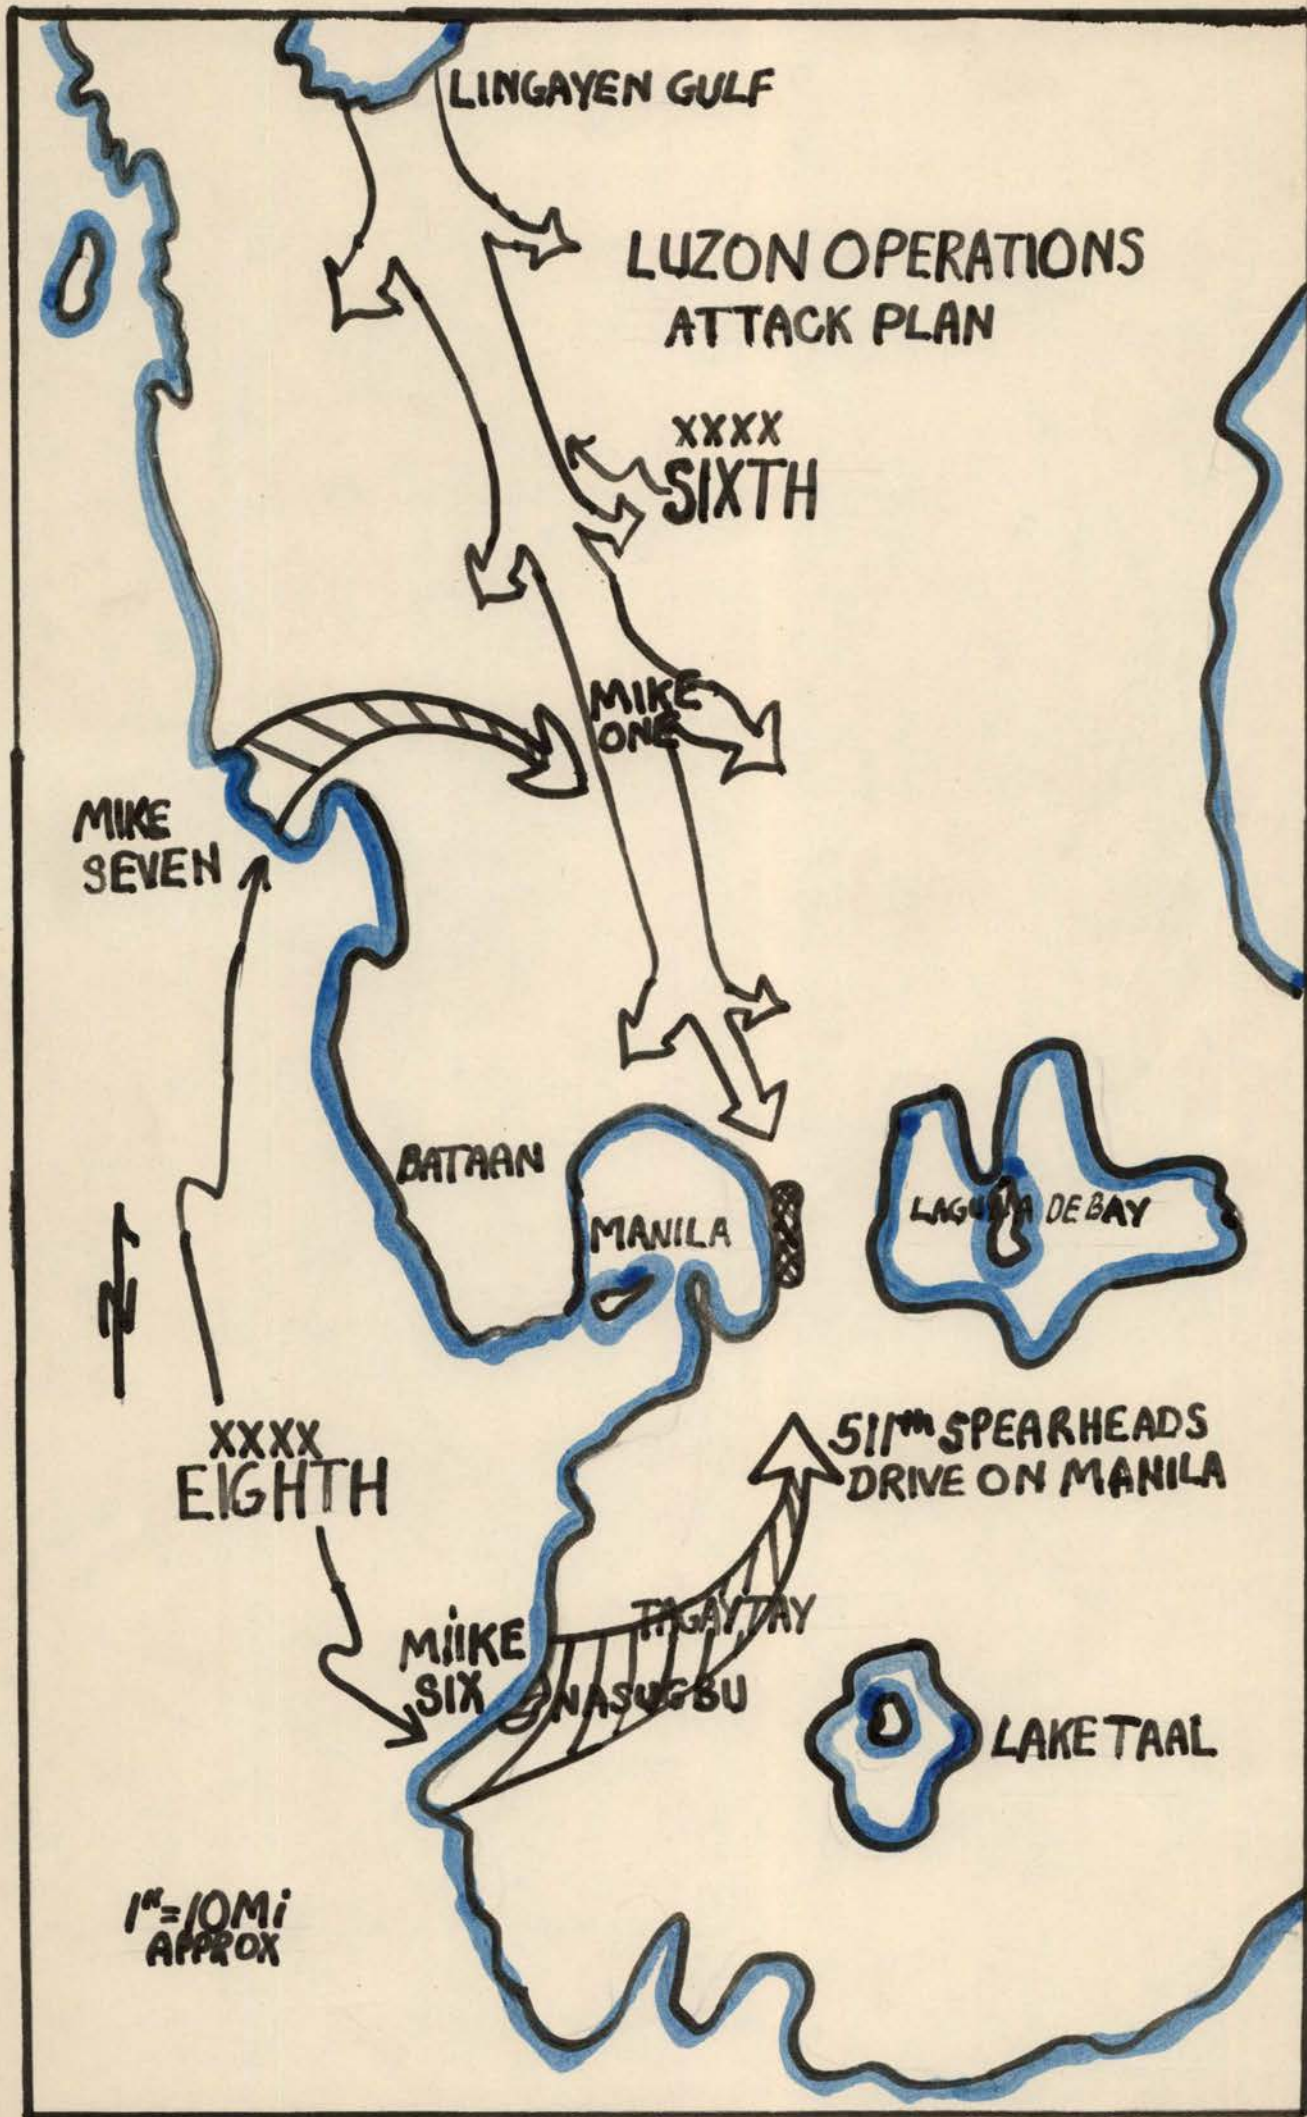 LINGAYEN GULF
LUZON OPERATIONS
ATTACK PLAN
XXXX
SIXTH
MIKE
ONE
MIKE
SEVEN
BATAAN
MANILA
LAGUNA DE BAY
N
XXXX
EIGHTH
511TH SPEARHEADS
DRIVE ON MANILA
TAGAYTAY
MIIKE
SIX
NASUGBU
LAKE TAAL
1"=10Mi
APPROX